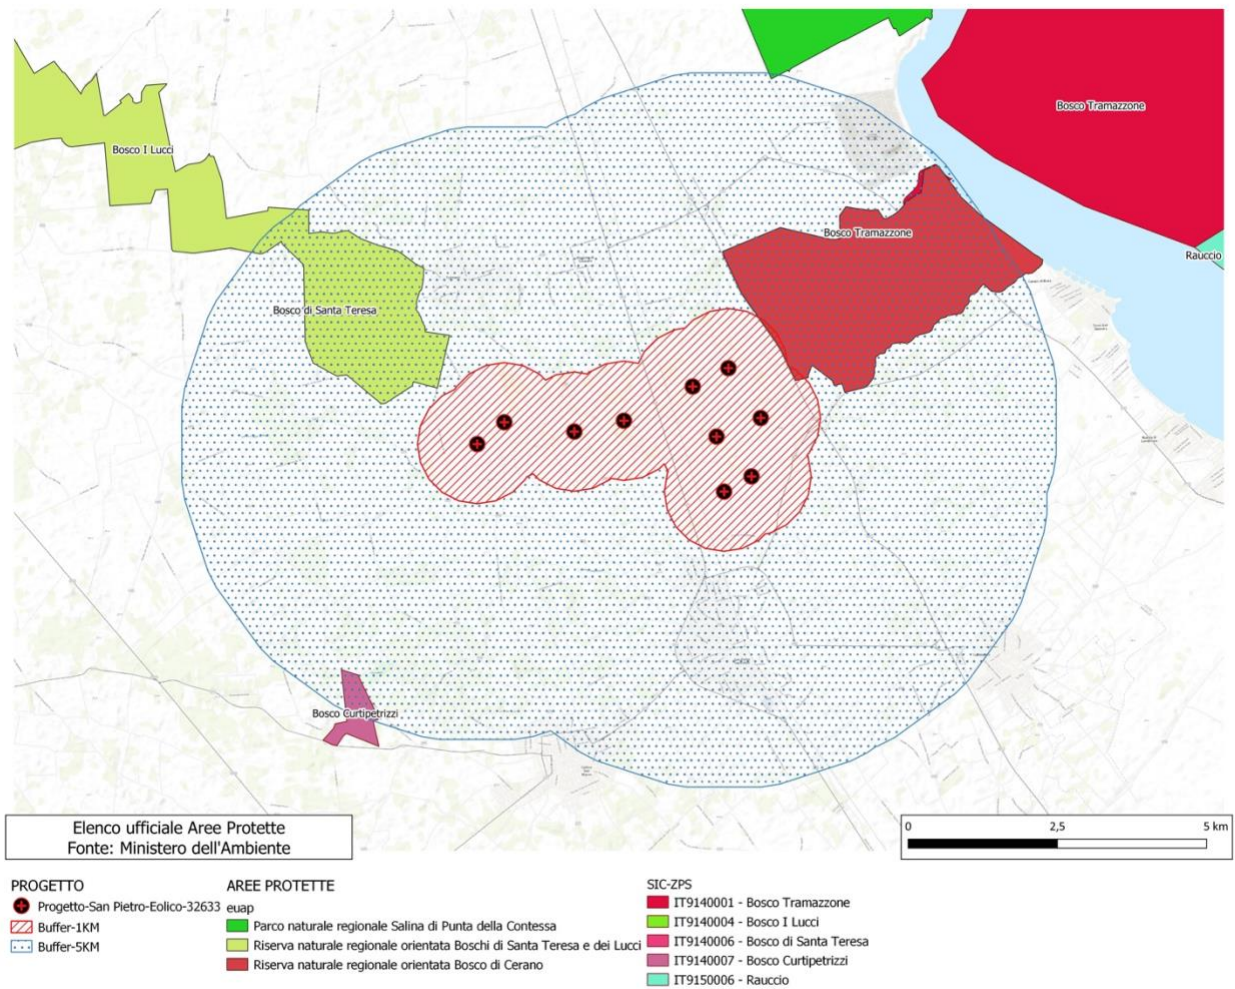 Bosco Tramazzone
Bosco I Lucci
Bosco Tramazzone
Rauccio
Bosco di Santa Teresa
Bosco Curtipetrizzi
Elenco ufficiale Aree Protette
Fonte: Ministero dell'Ambiente
0 2,5 5 km
PROGETTO
Progetto-San Pietro-Eolico-32633
Buffer-1KM
Buffer-5KM
AREE PROTETTE
euap
Parco naturale regionale Salina di Punta della Contessa
Riserva naturale regionale orientata Boschi di Santa Teresa e dei Lucci
Riserva naturale regionale orientata Bosco di Cerano
SIC-ZPS
IT9140001 - Bosco Tramazzone
IT9140004 - Bosco I Lucci
IT9140006 - Bosco di Santa Teresa
IT9140007 - Bosco Curtipetrizzi
IT9150006 - Rauccio